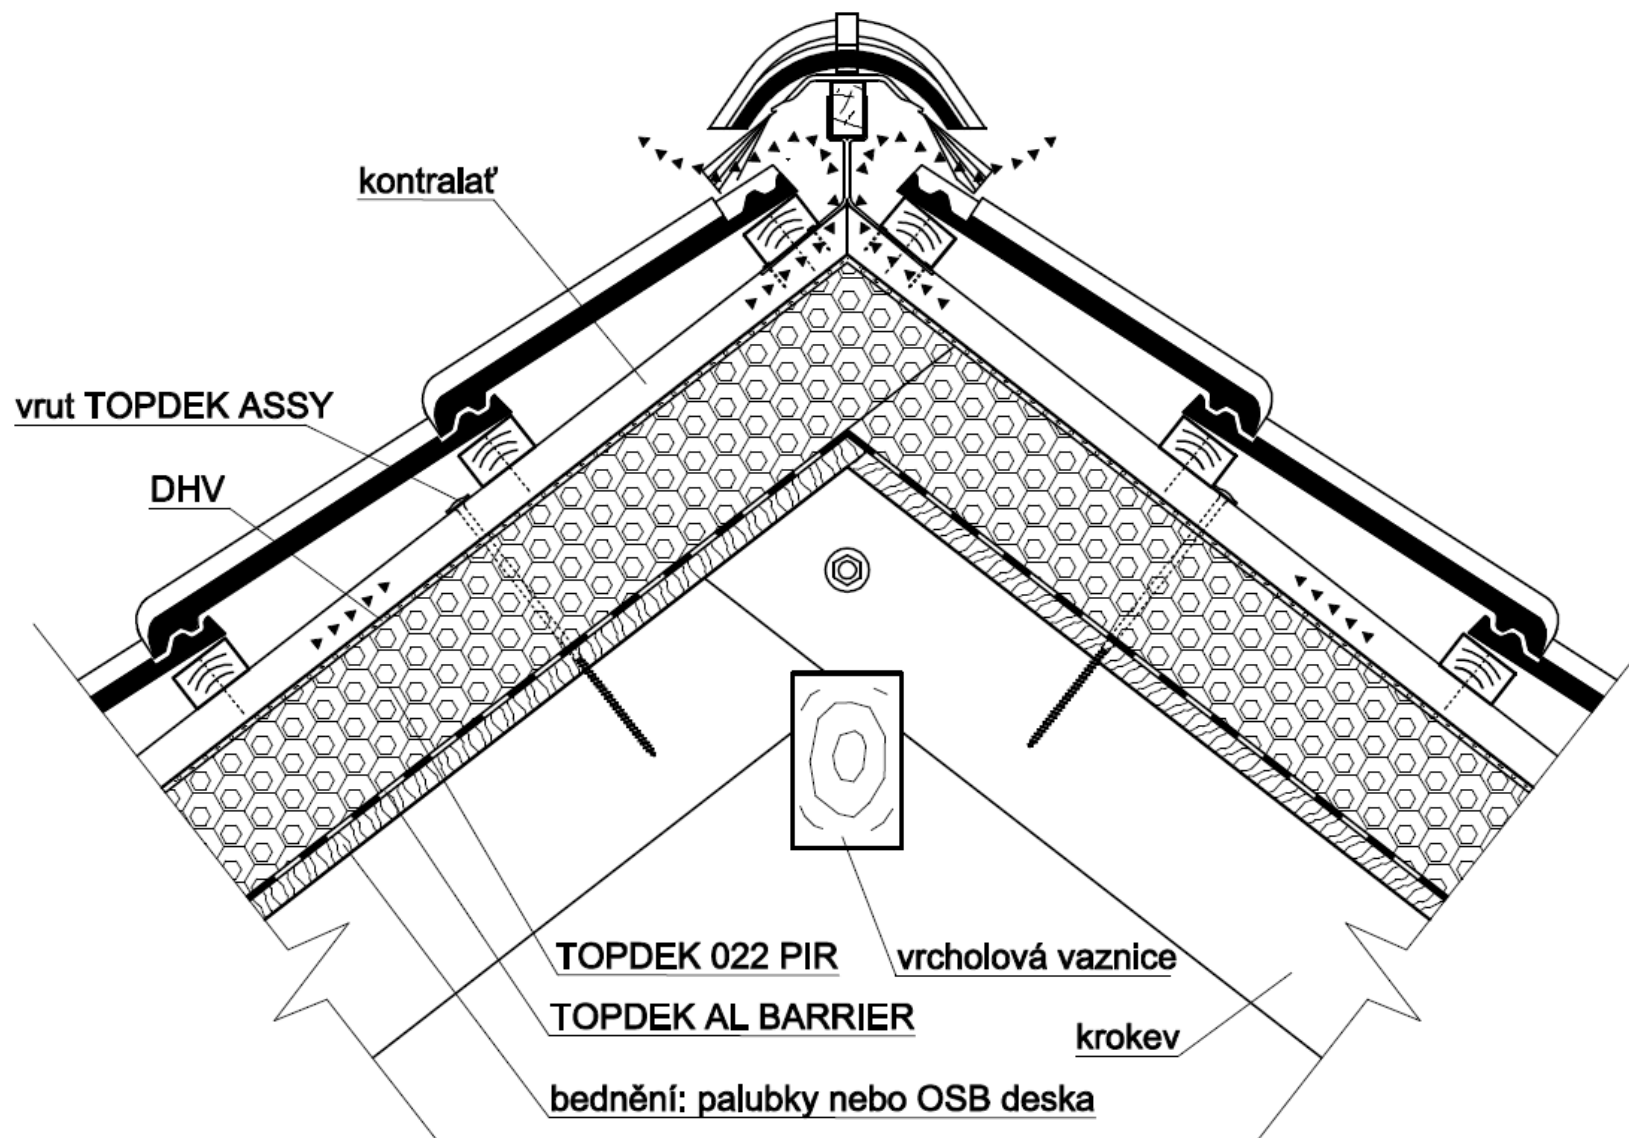 kontralať
vrut TOPDEK ASSY
DHV
TOPDEK 022 PIR
vrcholová vaznice
TOPDEK AL BARRIER
krokev
bednění: palubky nebo OSB deska